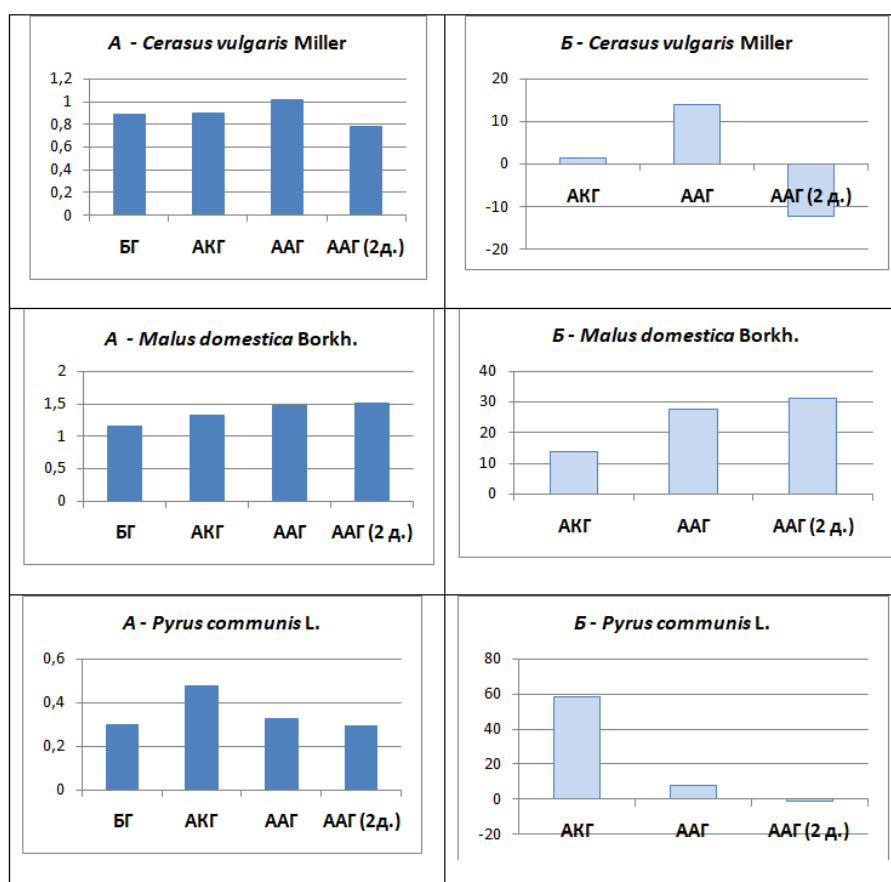 А - Cerasus vulgaris Miller
1,2
1
0,8
0,6
0,4
0,2
0
БГ АКГ ААГ ААГ (2д.)
Б - Cerasus vulgaris Miller
20
10
0
-10
-20
АКГ ААГ ААГ (2 д.)
А - Malus domestica Borkh.
2
1,5
1
0,5
0
БГ АКГ ААГ ААГ (2 д.)
Б - Malus domestica Borkh.
40
30
20
10
0
АКГ ААГ ААГ (2 д.)
А - Pyrus communis L.
0,6
0,4
0,2
0
БГ АКГ ААГ ААГ (2д.)
Б - Pyrus communis L.
80
60
40
20
0
-20
АКГ ААГ ААГ (2 д.)